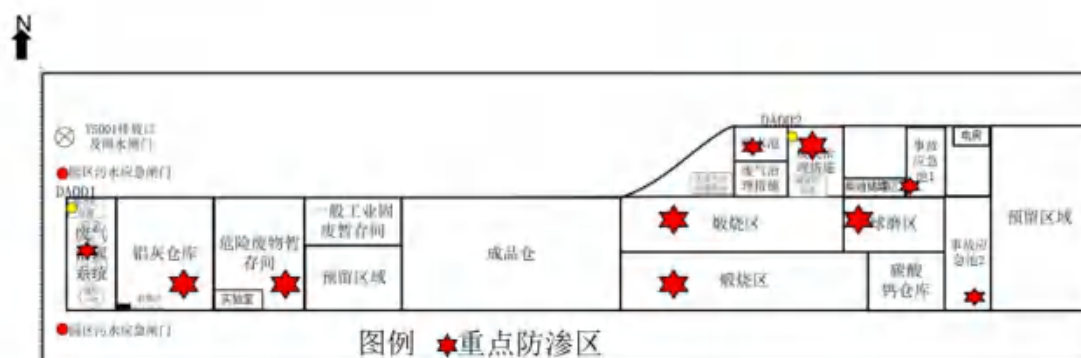 N
YS001排放口
及雨水闸门
园区污水应急闸门
DA001
DA002
电房
事故
应急
池1
废气治
理措施
预留区域
铝灰仓库
危险废物暂
存间
一般工业固
废暂存间
成品仓
煅烧区
球磨区
系统
实验室
预留区域
煅烧区
碳酸
钙仓库
事故应
急池2
园区污水应急闸门
图例 重点防渗区